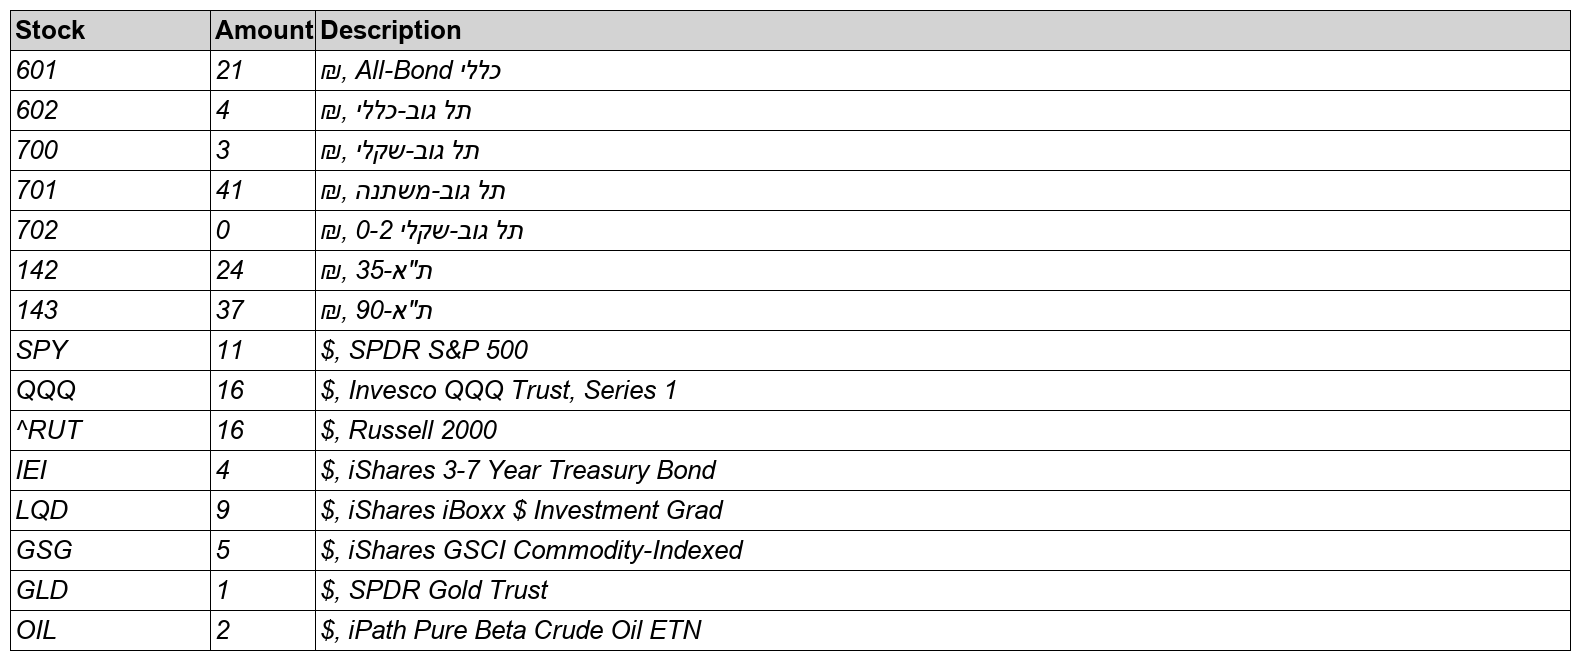 Stock Amount Description
601 21 ₪, All-Bond כללי
602 4 ₪, תל גוב-כללי
700 3 ₪, תל גוב-שקלי
701 41 ₪, תל גוב-משתנה
702 0 ₪, תל גוב-שקלי 0-2
142 24 ₪, ת"א-35
143 37 ₪, ת"א-90
SPY 11 $, SPDR S&P 500
QQQ 16 $, Invesco QQQ Trust, Series 1
^RUT 16 $, Russell 2000
IEI 4 $, iShares 3-7 Year Treasury Bond
LQD 9 $, iShares iBoxx $ Investment Grad
GSG 5 $, iShares GSCI Commodity-Indexed
GLD 1 $, SPDR Gold Trust
OIL 2 $, iPath Pure Beta Crude Oil ETN